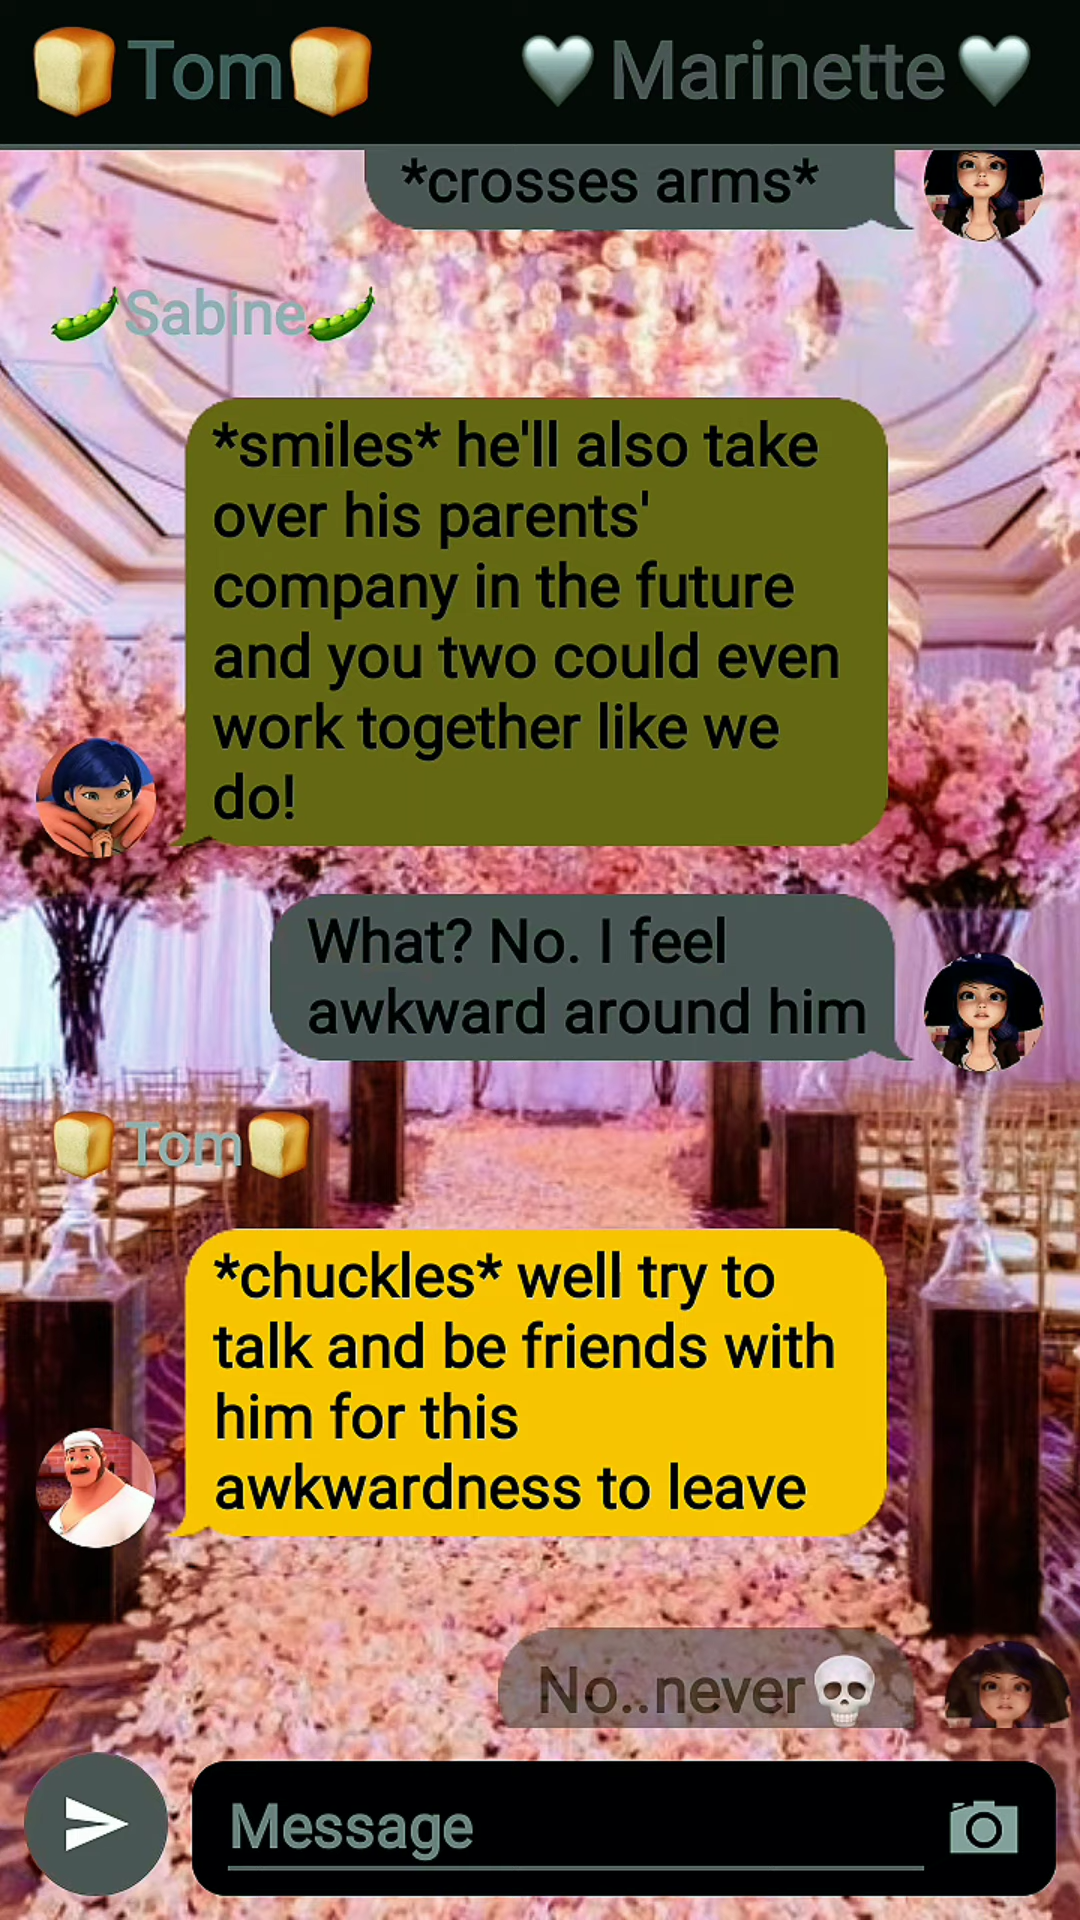 🍞Tom🍞 🤍Marinette🤍
*crosses arms*
🫛Sabine🫛
*smiles* he'll also take
over his parents'
company in the future
and you two could even
work together like we
do!
What? No. I feel
awkward around him
🍞Tom🍞
*chuckles* well try to
talk and be friends with
him for this
awkwardness to leave
No..never💀
Message